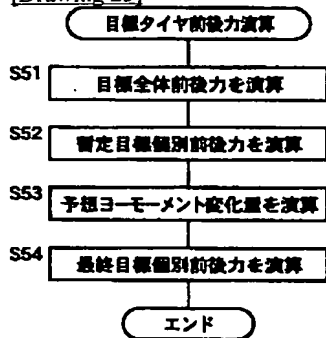 [Drawing 23]
目標タイヤ前後力演算
S51
目標全体前後力を演算
S52
暫定目標個別前後力を演算
S53
予想ヨーモーメント変化量を演算
S54
最終目標個別前後力を演算
エンド